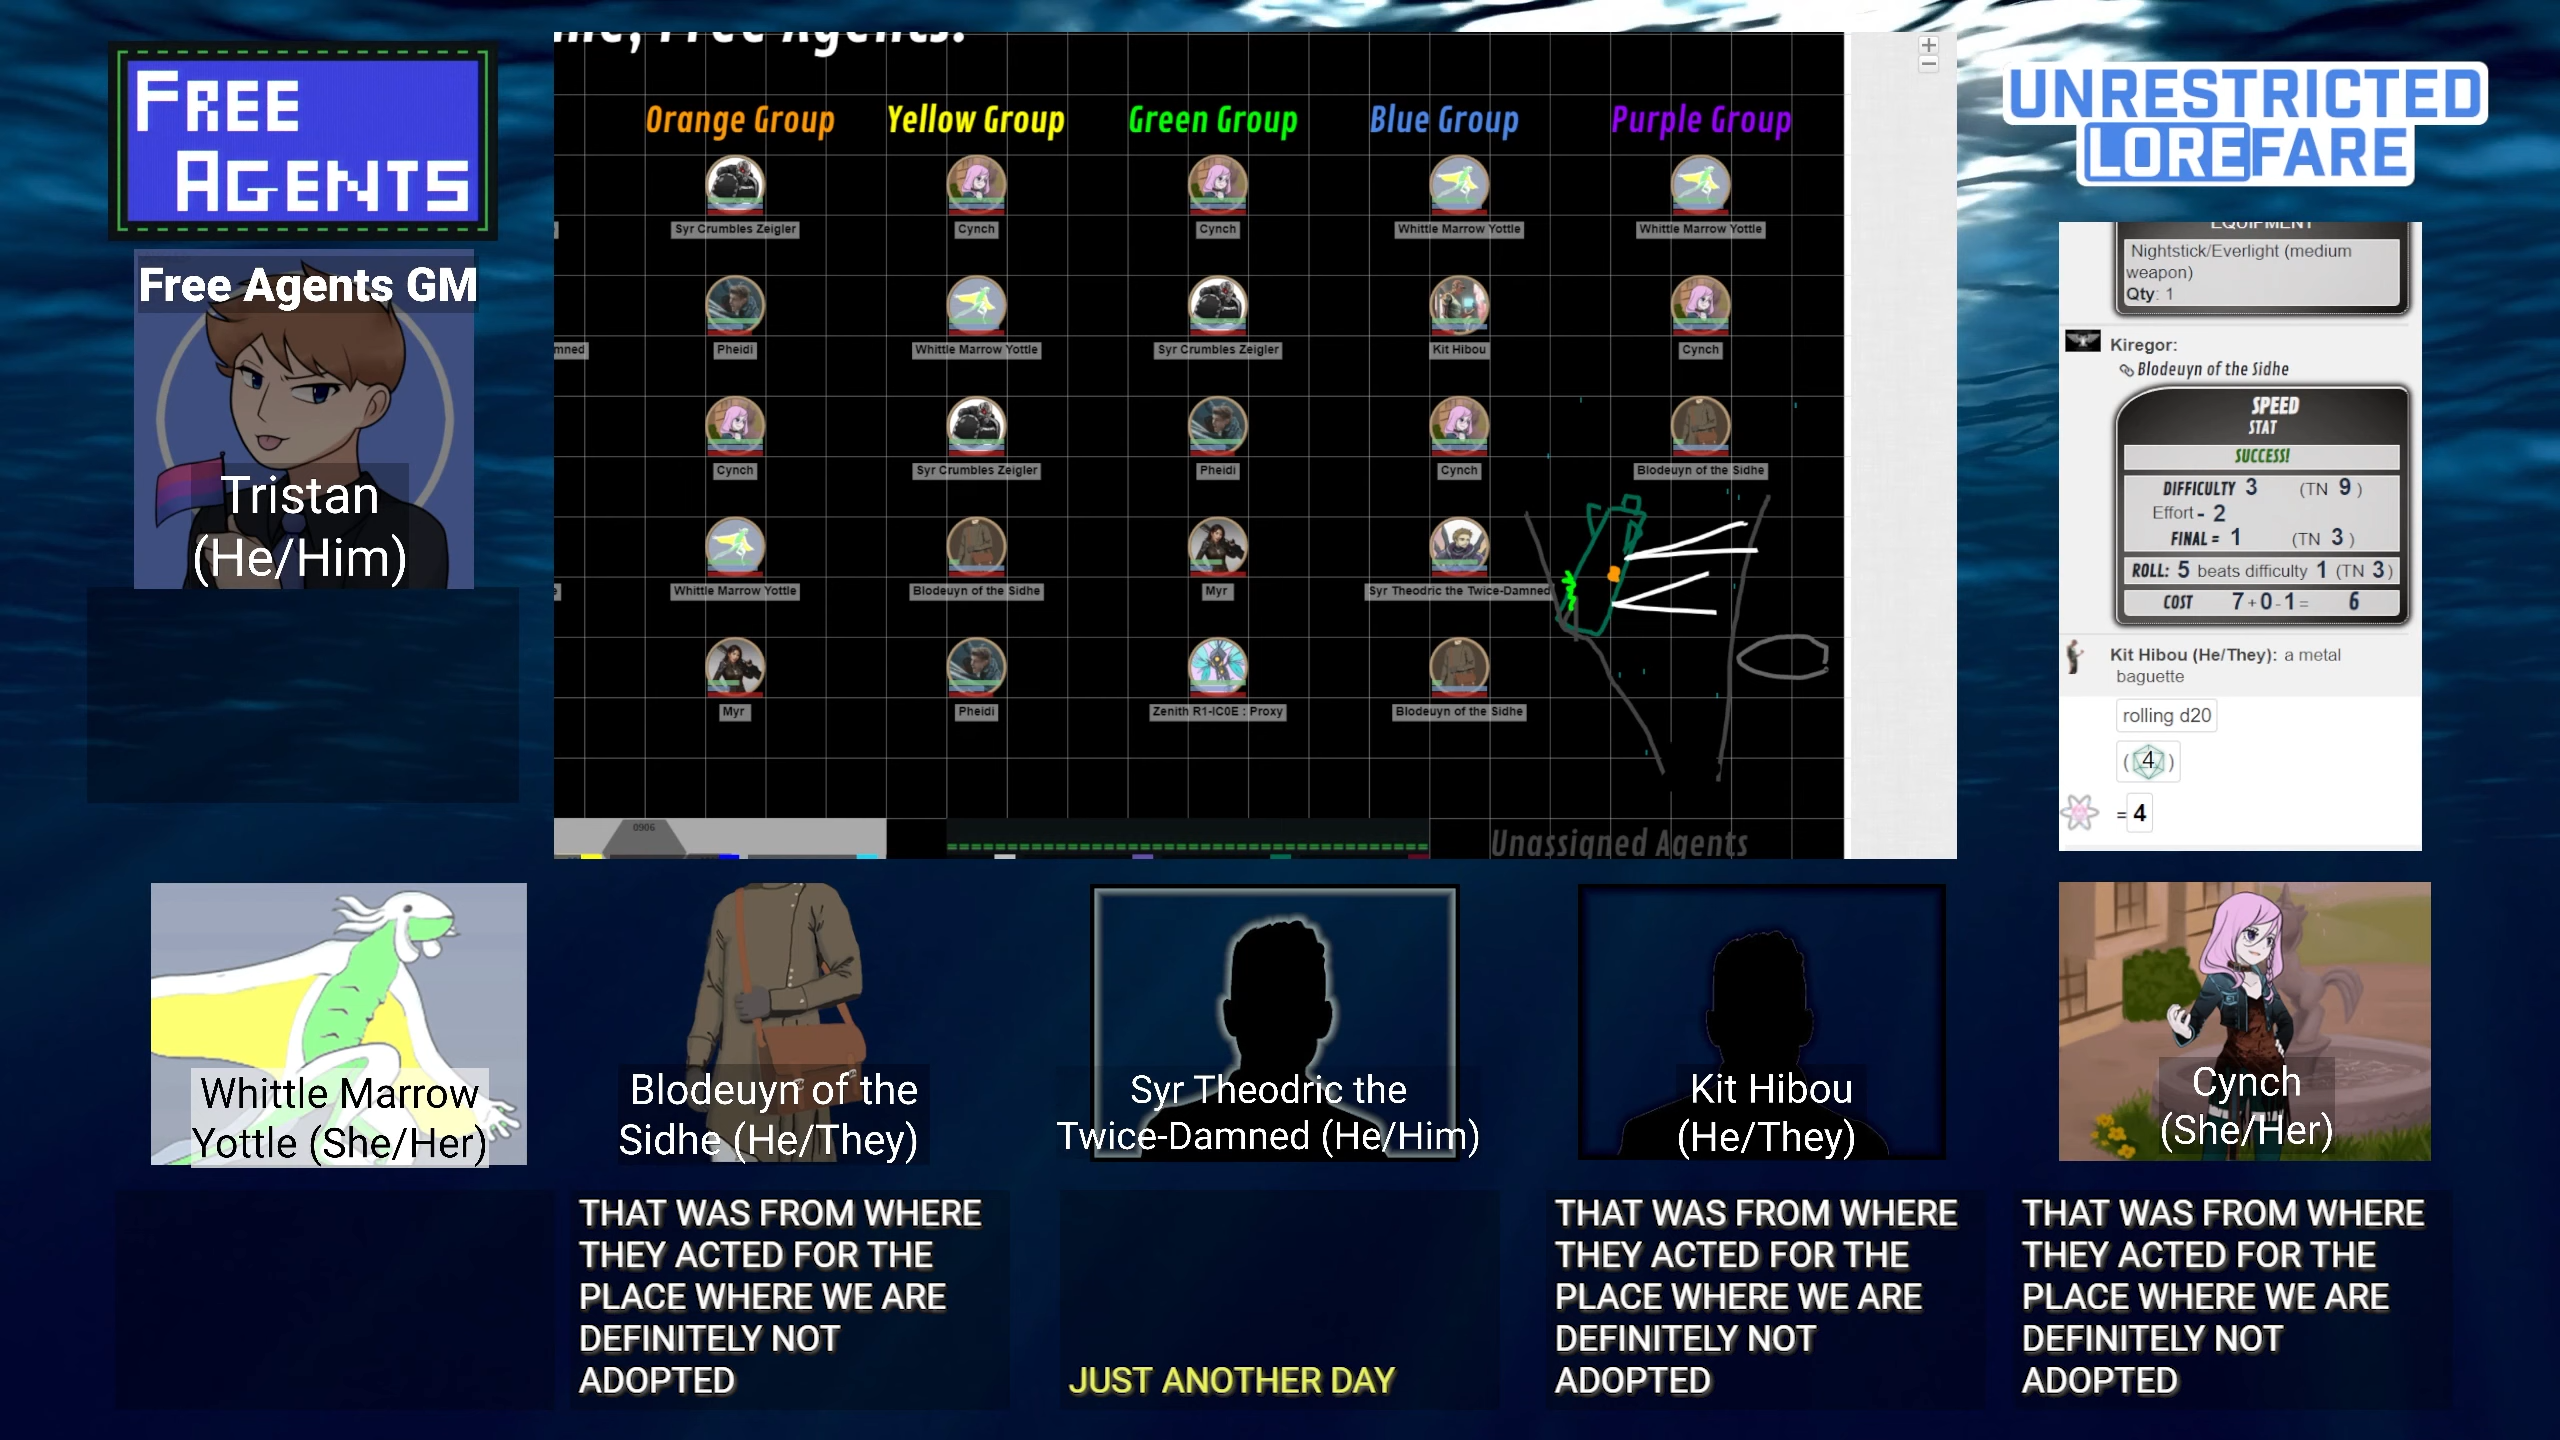 FREE
AGENTS
Free Agents GM
Tristan
(He/Him)
me, Free Agents!
Orange Group
Yellow Group
Green Group
Blue Group
Purple Group
Syr Crumbles Zeigler
Cynch
Cynch
Whittle Marrow Yottle
Whittle Marrow Yottle
mned
Pheidi
Whittle Marrow Yottle
Syr Crumbles Zeigler
Kit Hibou
Cynch
Cynch
Syr Crumbles Zeigler
Pheidi
Cynch
Blodeuyn of the Sidhe
Whittle Marrow Yottle
Blodeuyn of the Sidhe
Myr
Syr Theodric the Twice-Damned
Myr
Pheidi
Zenith R1-IC0E : Proxy
Blodeuyn of the Sidhe
0906
Unassigned Agents
UNRESTRICTED
LOREFARE
EQUIPMENT
Nightstick/Everlight (medium
weapon)
Qty: 1
Kiregor:
Blodeuyn of the Sidhe
SPEED
STAT
SUCCESS!
DIFFICULTY 3 (TN 9 )
Effort - 2
FINAL = 1 (TN 3 )
ROLL: 5 beats difficulty 1 (TN 3 )
COST 7+0-1= 6
Kit Hibou (He/They): a metal
baguette
rolling d20
(4)
=4
Whittle Marrow
Yottle (She/Her)
Blodeuyn of the
Sidhe (He/They)
Syr Theodric the
Twice-Damned (He/Him)
Kit Hibou
(He/They)
Cynch
(She/Her)
THAT WAS FROM WHERE
THEY ACTED FOR THE
PLACE WHERE WE ARE
DEFINITELY NOT
ADOPTED
JUST ANOTHER DAY
THAT WAS FROM WHERE
THEY ACTED FOR THE
PLACE WHERE WE ARE
DEFINITELY NOT
ADOPTED
THAT WAS FROM WHERE
THEY ACTED FOR THE
PLACE WHERE WE ARE
DEFINITELY NOT
ADOPTED